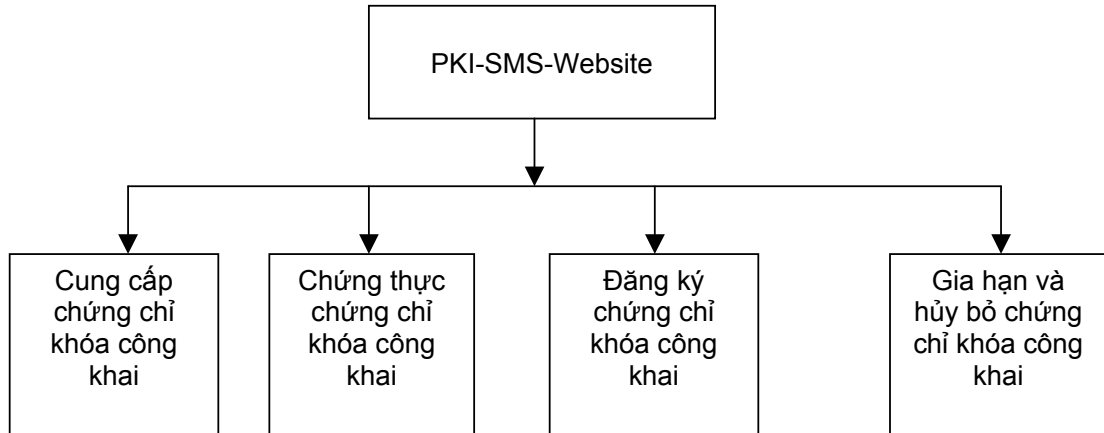 PKI-SMS-Website
Cung cấp
chứng chỉ
khóa công
khai
Chứng thực
chứng chỉ
khóa công
khai
Đăng ký
chứng chỉ
khóa công
khai
Gia hạn và
hủy bỏ chứng
chỉ khóa công
khai